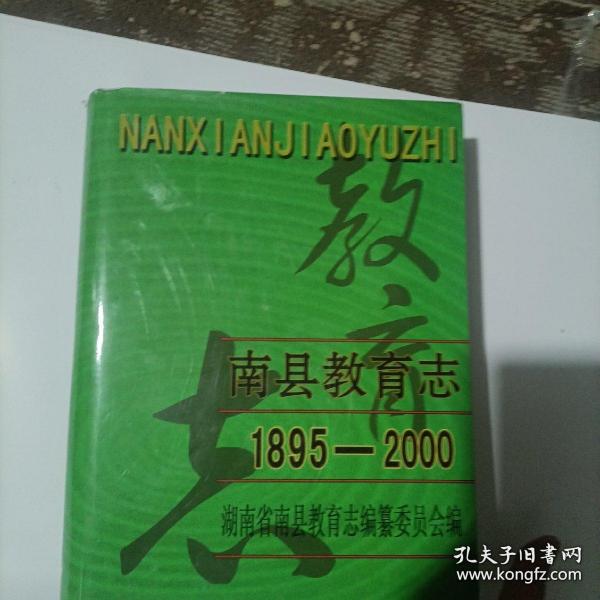 NANXIANJIAOYUZHI
教育
志
南县教育志
1895—2000
湖南省南县教育志编纂委员会编
孔夫子旧书网
www.kongfz.com